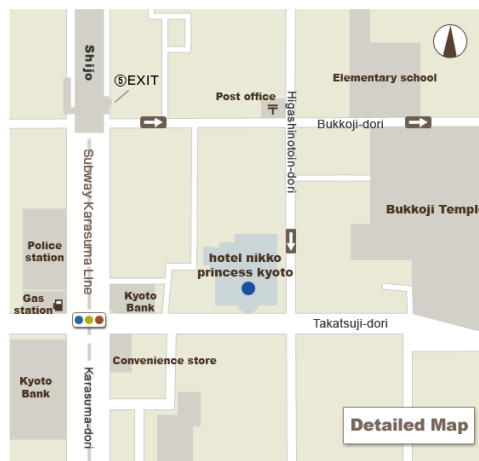 Shijo
⑤EXIT
Post office
〒
Elementary school
Higashinotoin-dori
Bukkoji-dori
Subway Karasuma Line
Bukkoji Temple
Police
station
hotel nikko
princess kyoto
Gas
station
Kyoto
Bank
Takatsuji-dori
Convenience store
Karasuma-dori
Kyoto
Bank
Detailed Map